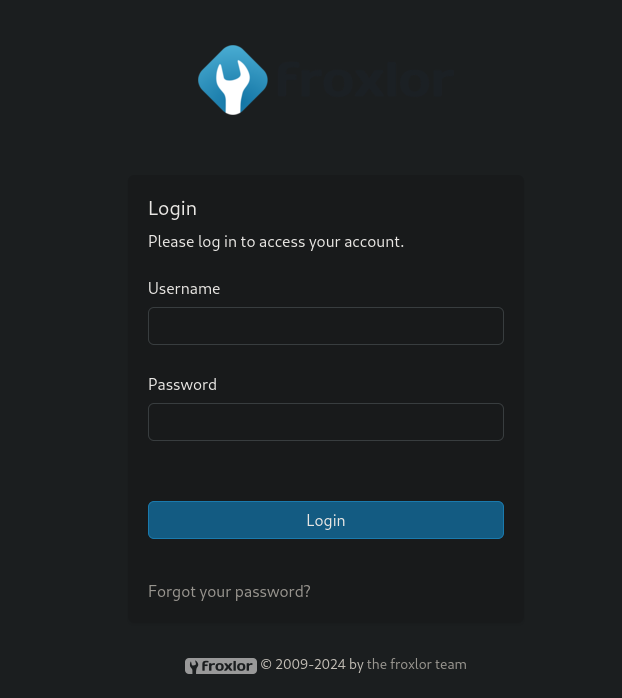 froxlor
Login
Please log in to access your account.
Username
Password
Login
Forgot your password?
froxlor © 2009-2024 by the froxlor team